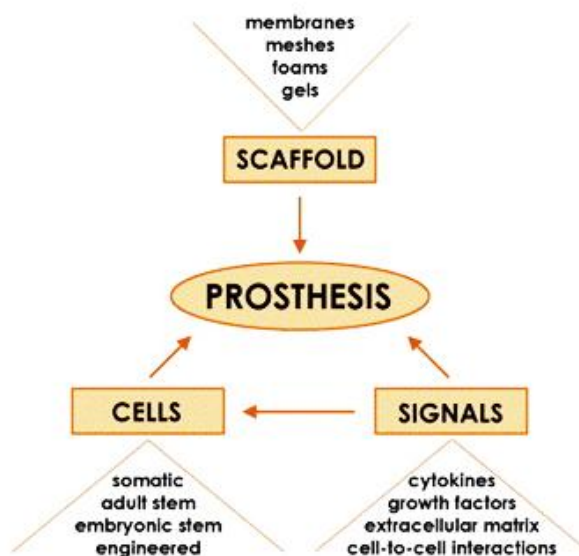 membranes
meshes
foams
gels
SCAFFOLD
PROSTHESIS
CELLS
SIGNALS
somatic
adult stem
embryonic stem
engineered
cytokines
growth factors
extracellular matrix
cell-to-cell interactions